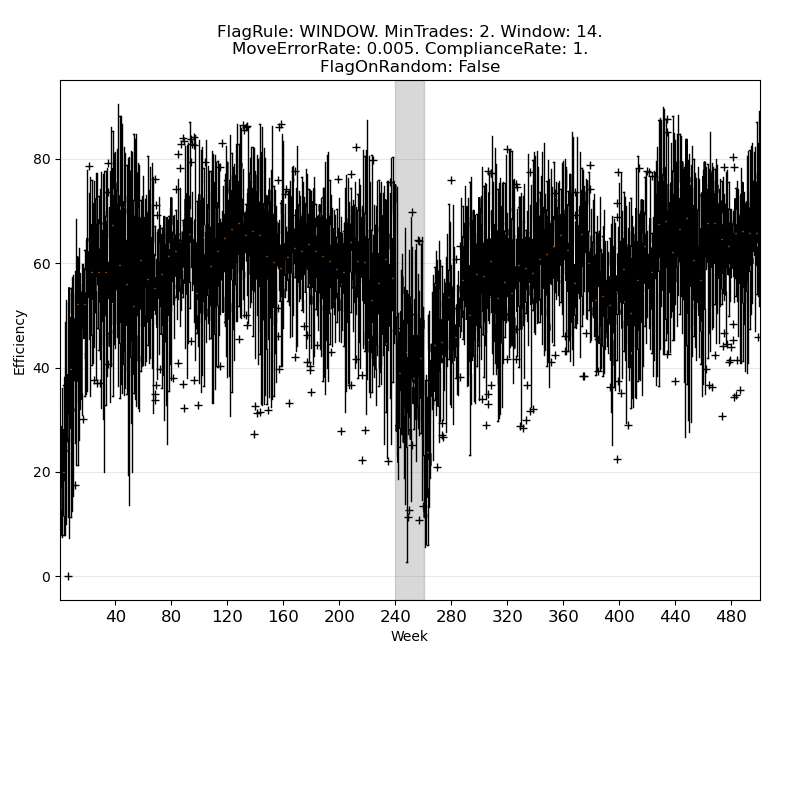 FlagRule: WINDOW. MinTrades: 2. Window: 14.
MoveErrorRate: 0.005. ComplianceRate: 1.
FlagOnRandom: False
80
60
40
20
0
Efficiency
40 80 120 160 200 240 280 320 360 400 440 480
Week